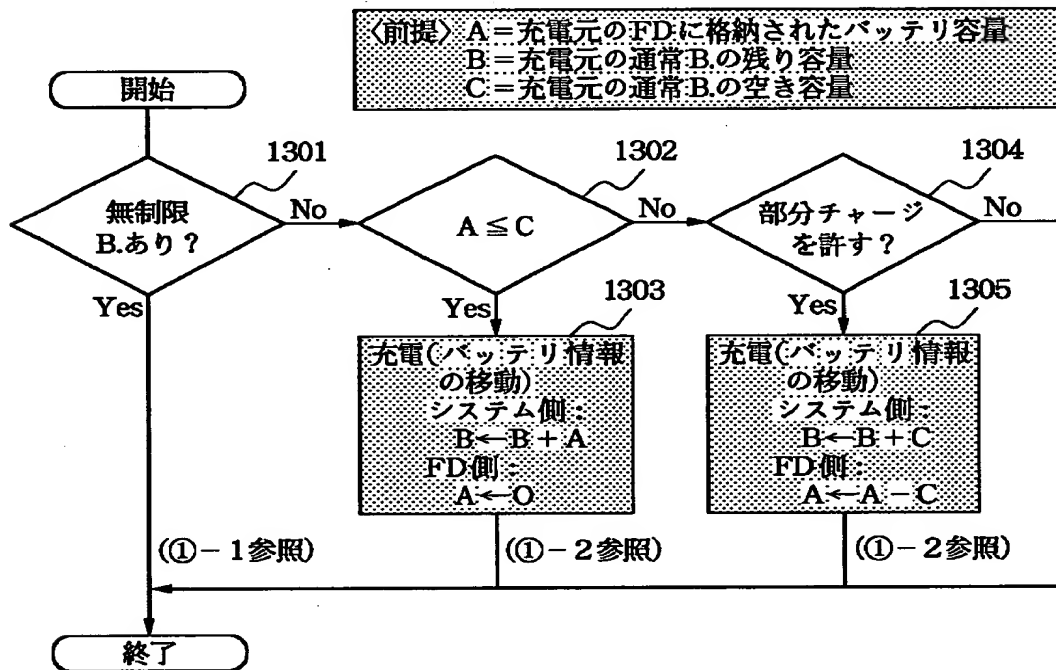 〈前提〉A=充電元のFDに格納されたバッテリ容量
B=充電元の通常B.の残り容量
C=充電元の通常B.の空き容量
開始
1301
無制限
B.あり?
No
Yes
1302
A≦C
No
Yes
1304
部分チャージ
を許す?
No
Yes
1303
充電(バッテリ情報
の移動)
システム側:
B←B+A
FD側:
A←O
1305
充電(バッテリ情報
の移動)
システム側:
B←B+C
FD側:
A←A-C
(①-1参照)
(①-2参照)
(①-2参照)
終了